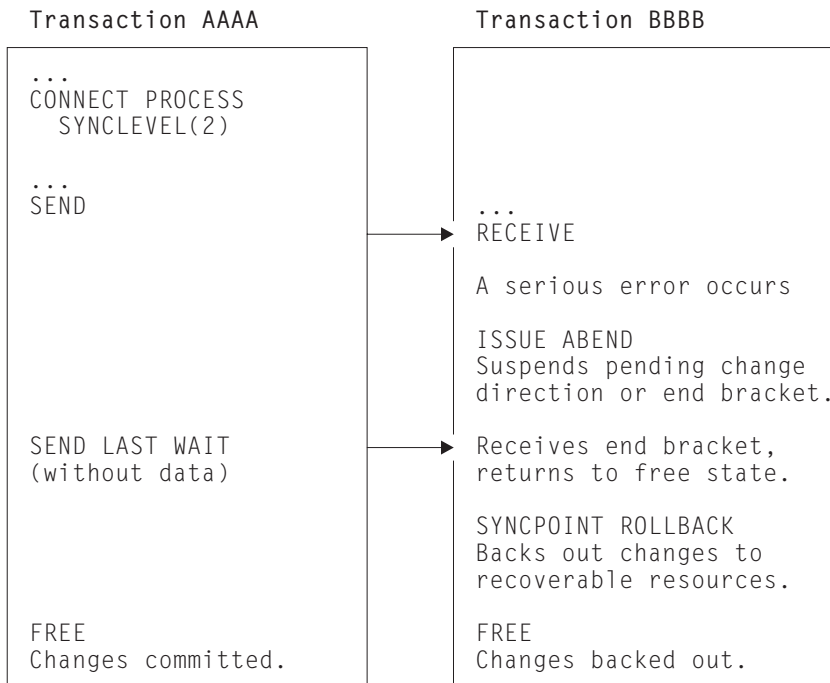 Transaction AAAA
...
CONNECT PROCESS
SYNCLEVEL(2)
...
SEND
SEND LAST WAIT
(without data)
FREE
Changes committed.
Transaction BBBB
...
RECEIVE
A serious error occurs
ISSUE ABEND
Suspends pending change
direction or end bracket.
Receives end bracket,
returns to free state.
SYNCPOINT ROLLBACK
Backs out changes to
recoverable resources.
FREE
Changes backed out.